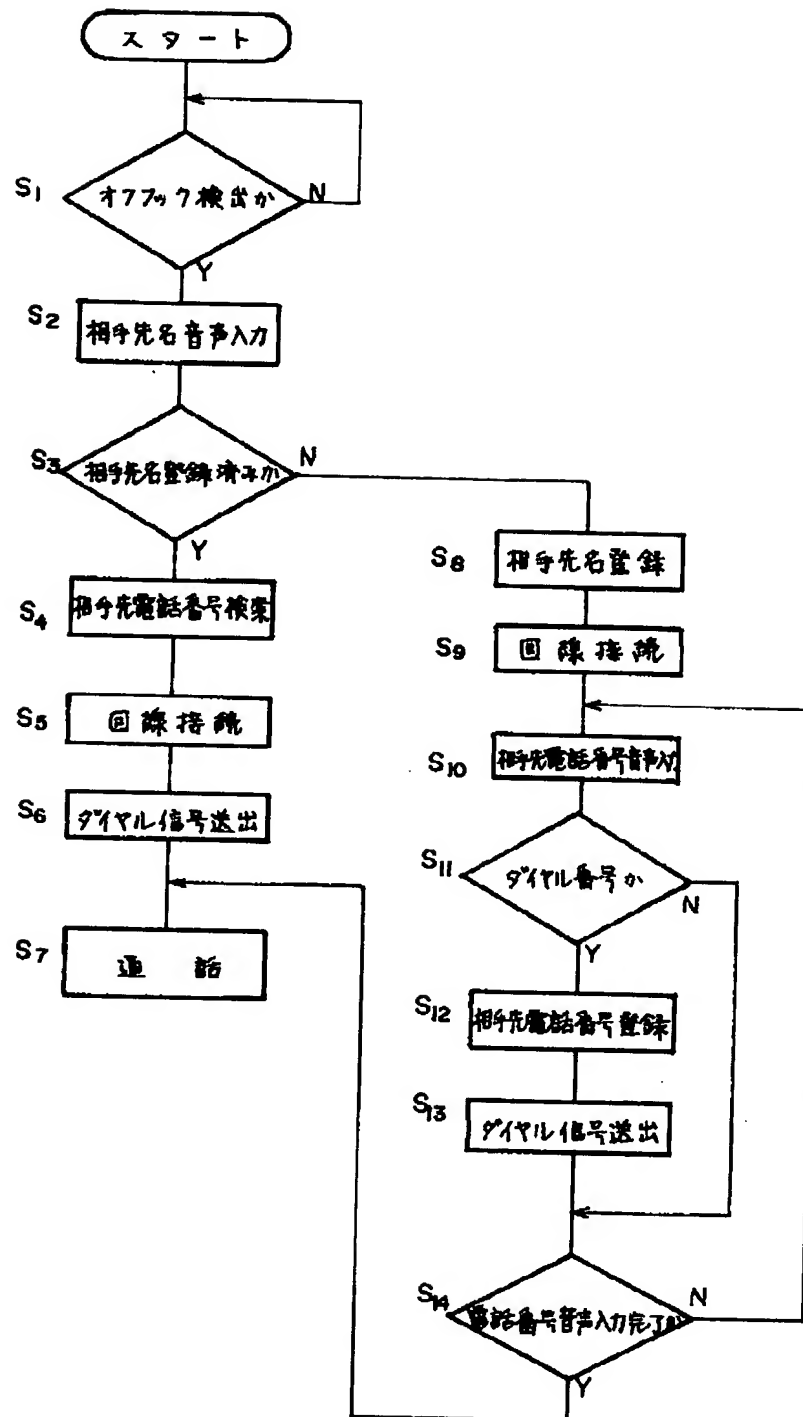 スタート
S1 オフフック検出か N
Y
S2 相手先名音声入力
S3 相手先名登録済みか N
Y
S4 相手先電話番号検索
S5 回線接続
S6 ダイヤル信号送出
S7 通話
S8 相手先名登録
S9 回線接続
S10 相手先電話番号音声入力
S11 ダイヤル番号か N
Y
S12 相手先電話番号登録
S13 ダイヤル信号送出
S14 電話番号音声入力完了か N
Y